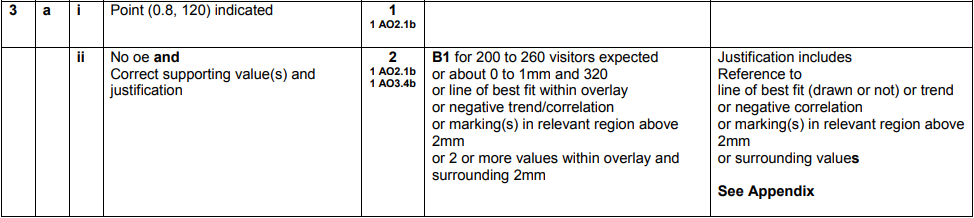 3 a i Point (0.8, 120) indicated 1
1 AO2.1b
ii No oe and
Correct supporting value(s) and
justification
2
1 AO2.1b
1 AO3.4b
B1 for 200 to 260 visitors expected
or about 0 to 1mm and 320
or line of best fit within overlay
or negative trend/correlation
or marking(s) in relevant region above
2mm
or 2 or more values within overlay and
surrounding 2mm
Justification includes
Reference to
line of best fit (drawn or not) or trend
or negative correlation
or marking(s) in relevant region above
2mm
or surrounding values
See Appendix